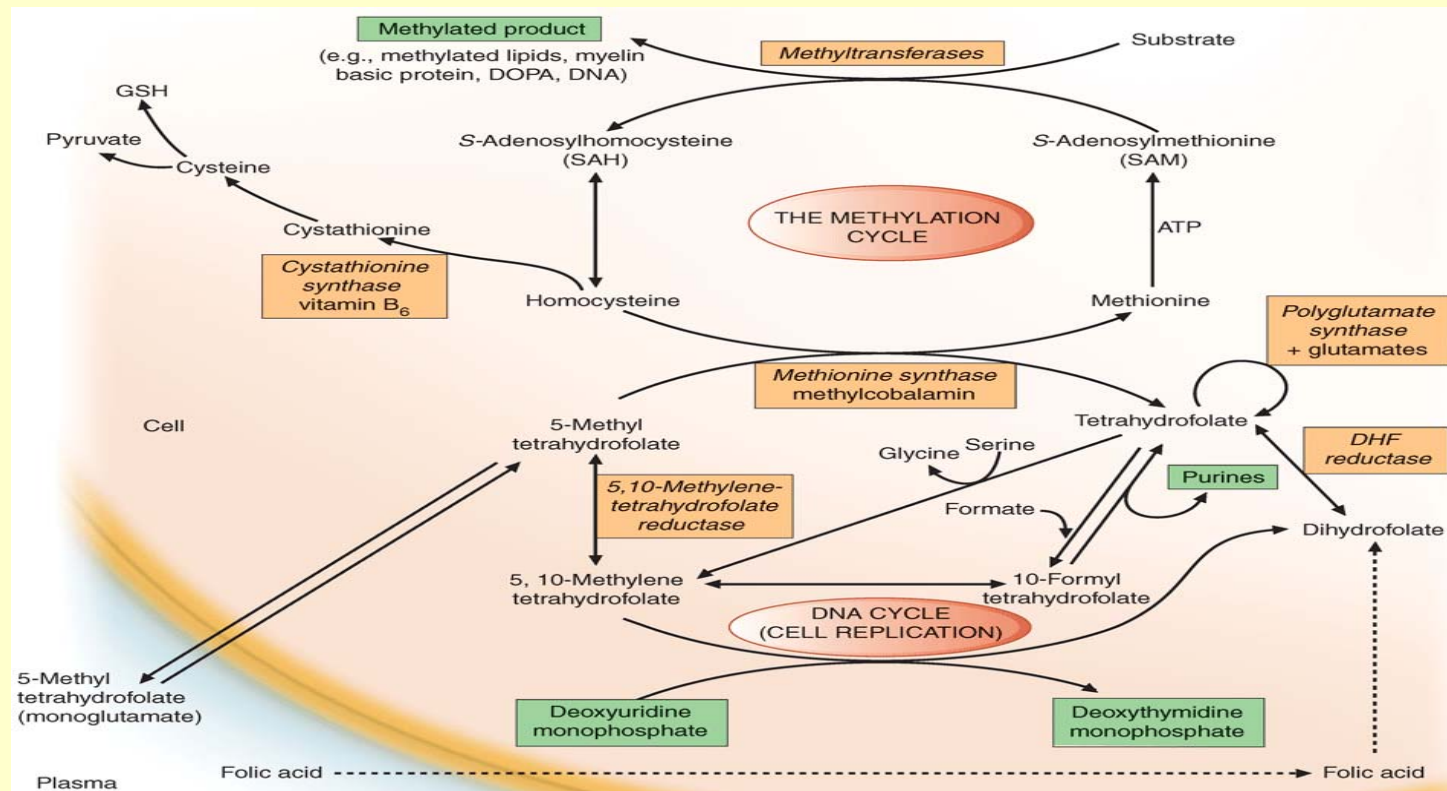 Methylated product
(e.g., methylated lipids, myelin
basic protein, DOPA, DNA)
Methyltransferases
Substrate
GSH
Pyruvate
Cysteine
S-Adenosylhomocysteine
(SAH)
S-Adenosylmethionine
(SAM)
Cystathionine
THE METHYLATION
CYCLE
ATP
Cystathionine
synthase
vitamin B6
Homocysteine
Methionine
Polyglutamate
synthase
+ glutamates
Methionine synthase
methylcobalamin
Cell
5-Methyl
tetrahydrofolate
Tetrahydrofolate
Glycine
Serine
DHF
reductase
5,10-Methylene-
tetrahydrofolate
reductase
Purines
Formate
Dihydrofolate
5, 10-Methylene
tetrahydrofolate
10-Formyl
tetrahydrofolate
DNA CYCLE
(CELL REPLICATION)
5-Methyl
tetrahydrofolate
(monoglutamate)
Deoxyuridine
monophosphate
Deoxythymidine
monophosphate
Plasma
Folic acid
Folic acid